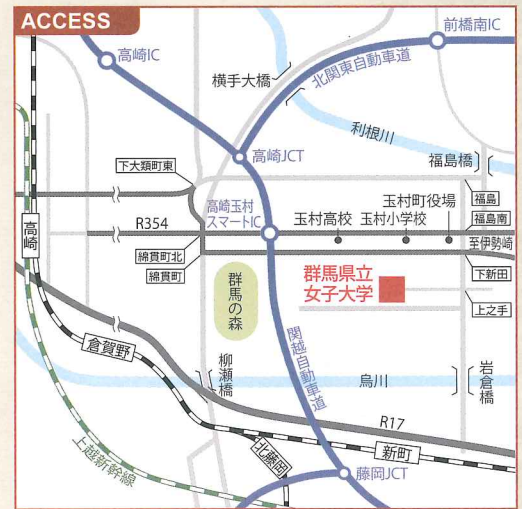 ACCESS
前橋南IC
高崎IC
横手大橋
北関東自動車道
利根川
高崎JCT
福島橋
下大類町東
福島
高崎玉村
スマートIC
玉村町役場
玉村高校
玉村小学校
福島南
R354
高崎
至伊勢崎
綿貫町北
綿貫町
下新田
群馬の森
群馬県立
女子大学
上之手
関越自動車道
倉賀野
柳瀬橋
烏川
岩倉橋
R17
上越新幹線
北藤岡
新町
藤岡JCT